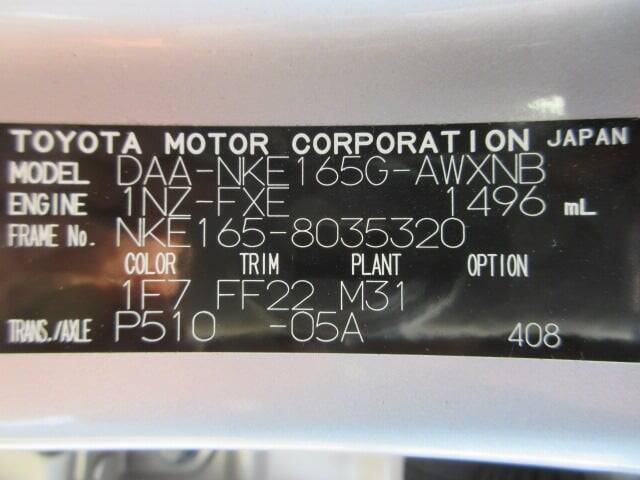 TOYOTA MOTOR CORPORATION JAPAN
MODEL DAA-NKE165G-AWXNB
ENGINE 1NZ-FXE 1496 mL
FRAME No. NKE165-8035320
COLOR TRIM PLANT OPTION
1F7 FF22 M31
TRANS./AXLE P510 -05A 408